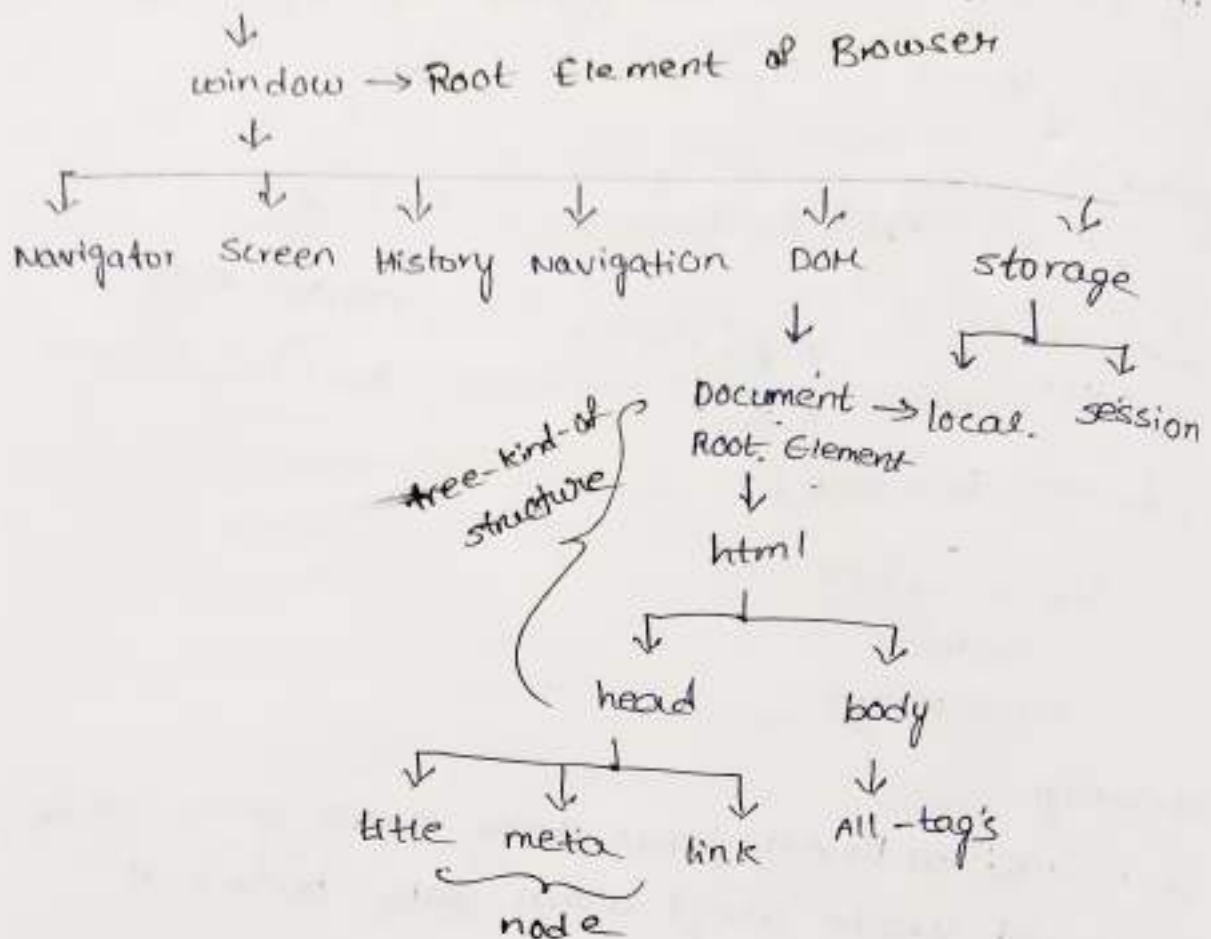 window → Root Element of Browser
Navigator Screen History Navigation DOM storage
Document → local. session
Root. Element
tree-kind-of
structure
html
head body
title meta link All,-tag's
node